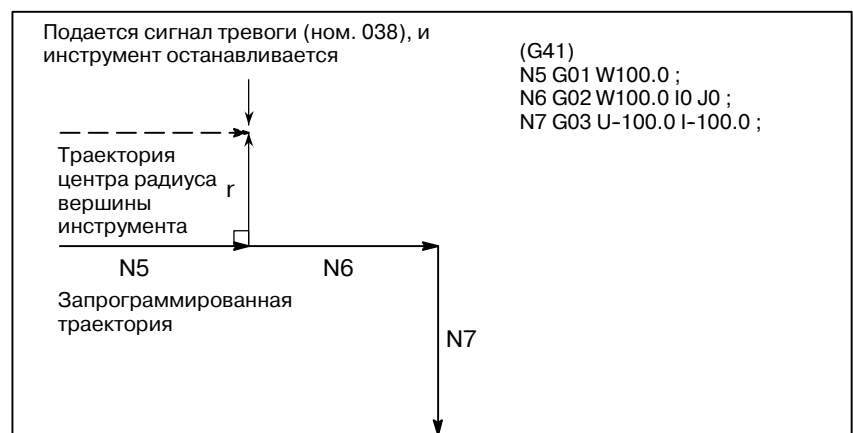 Подается сигнал тревоги (ном. 038), и
инструмент останавливается
(G41)
N5 G01 W100.0 ;
N6 G02 W100.0 I0 J0 ;
N7 G03 U-100.0 I-100.0 ;
Траектория
центра радиуса
вершины
инструмента
r
N5
N6
Запрограммированная
траектория
N7